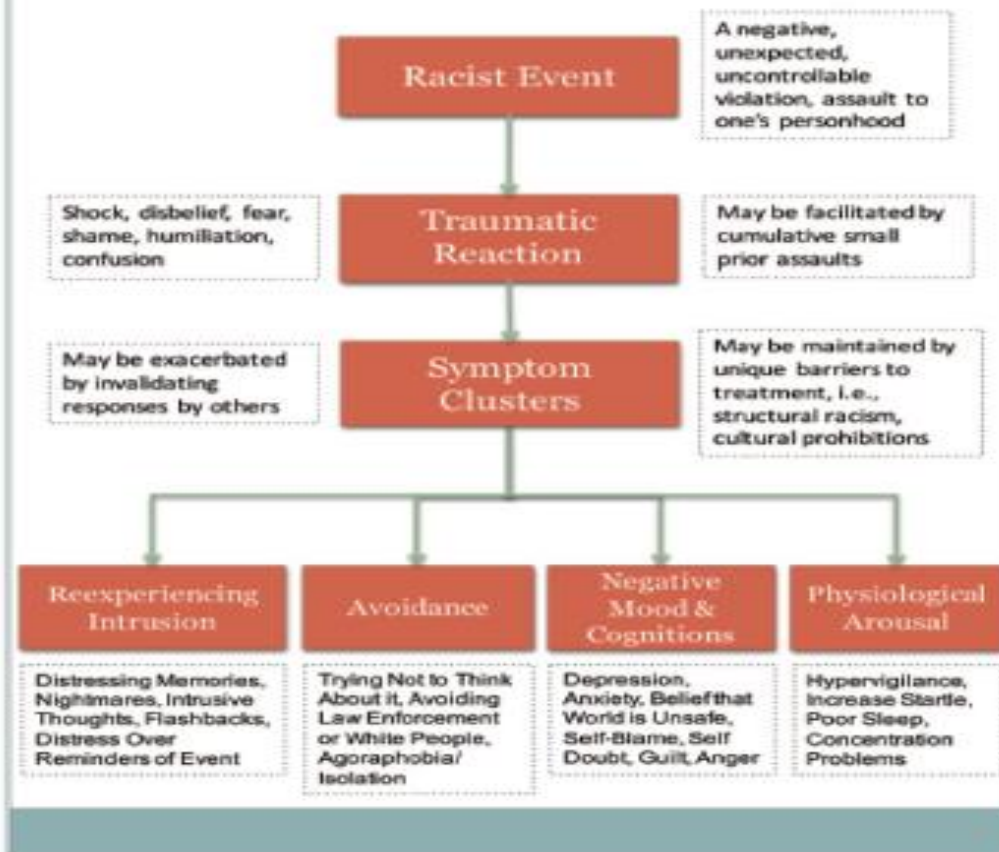 Racist Event
A negative,
unexpected,
uncontrollable
violation, assault to
one's personhood
Shock, disbelief, fear,
shame, humiliation,
confusion
Traumatic
Reaction
May be facilitated by
cumulative small
prior assaults
May be exacerbated
by invalidating
responses by others
Symptom
Clusters
May be maintained by
unique barriers to
treatment, i.e.,
structural racism,
cultural prohibitions
Reexperiencing
Intrusion
Avoidance
Negative
Mood &
Cognitions
Physiological
Arousal
Distressing Memories,
Nightmares, Intrusive
Thoughts, Flashbacks,
Distress Over
Reminders of Event
Trying Not to Think
About it, Avoiding
Law Enforcement
or White People,
Agoraphobia/
Isolation
Depression,
Anxiety, Belief that
World is Unsafe,
Self-Blame, Self
Doubt, Guilt, Anger
Hypervigilance,
Increase Startle,
Poor Sleep,
Concentration
Problems